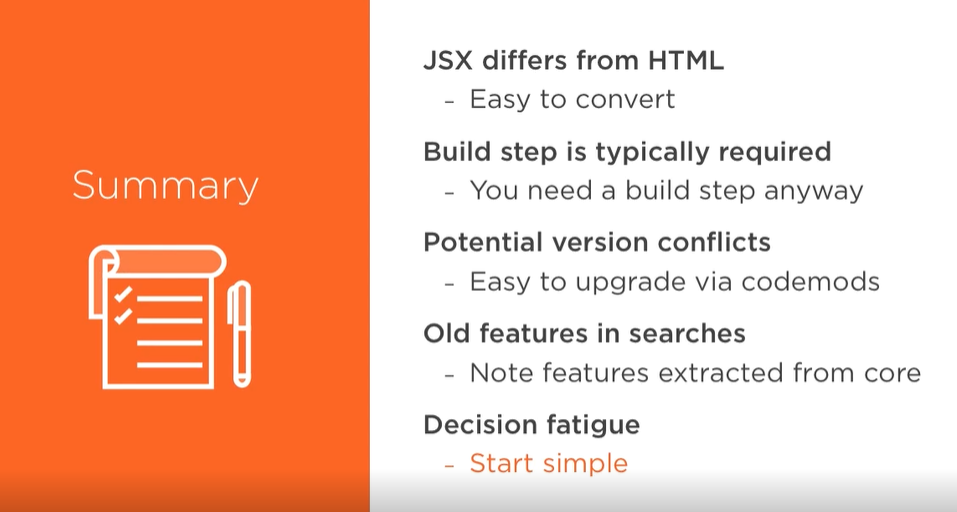 Summary
JSX differs from HTML
- Easy to convert
Build step is typically required
- You need a build step anyway
Potential version conflicts
- Easy to upgrade via codemods
Old features in searches
- Note features extracted from core
Decision fatigue
- Start simple